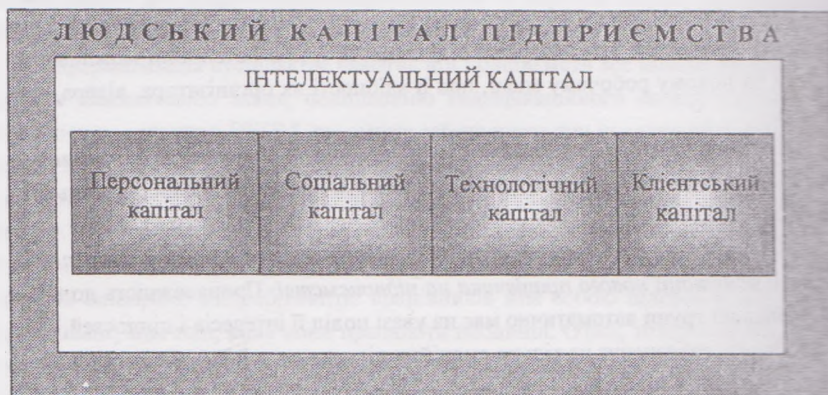 ЛЮДСЬКИЙ КАПІТАЛ ПІДПРИЄМСТВА
ІНТЕЛЕКТУАЛЬНИЙ КАПІТАЛ
Персональний
капітал
Соціальний
капітал
Технологічний
капітал
Клієнтський
капітал